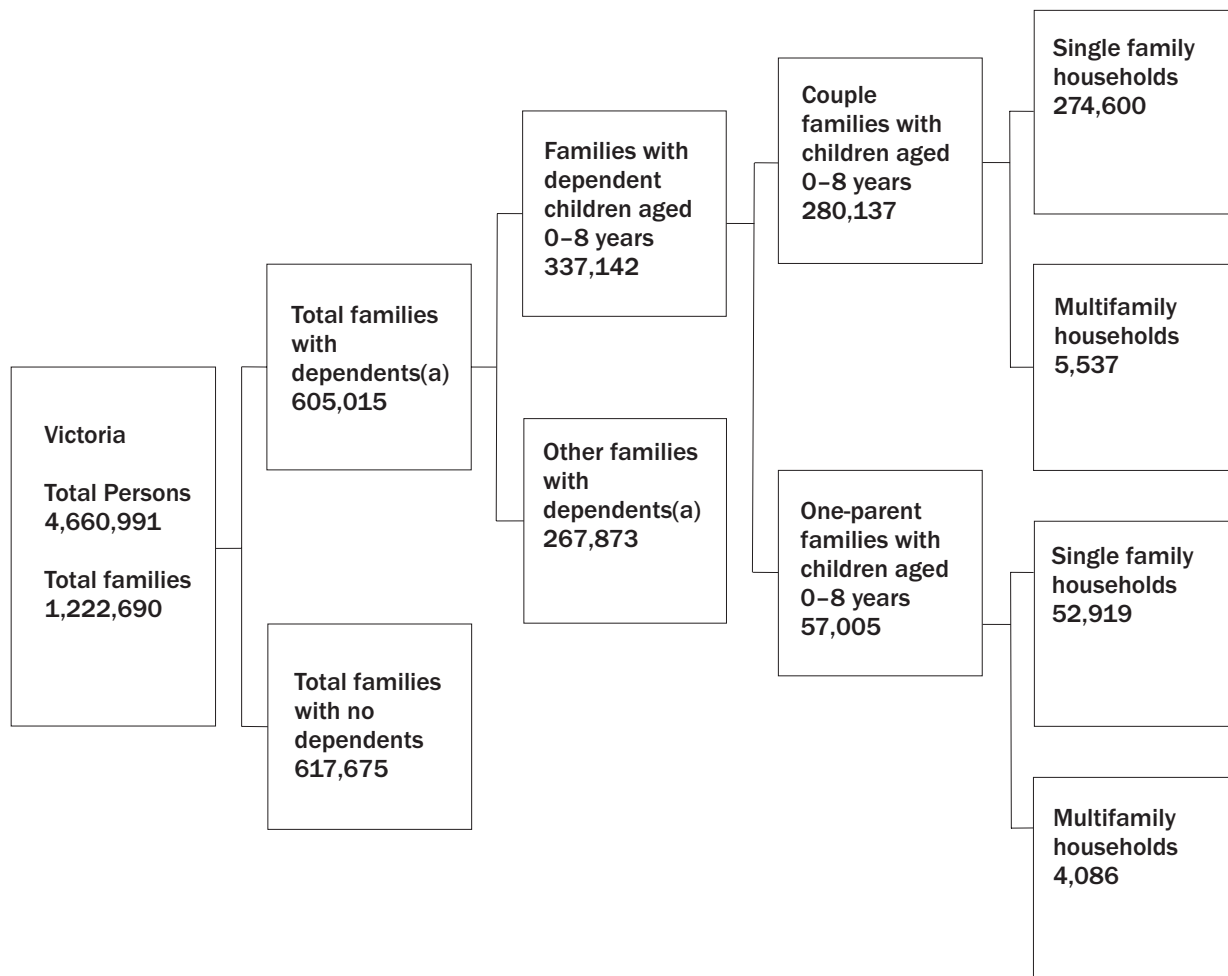 Victoria
Total Persons
4,660,991
Total families
1,222,690
Total families
with
dependents(a)
605,015
Total families
with no
dependents
617,675
Families with
dependent
children aged
0–8 years
337,142
Other families
with
dependents(a)
267,873
Couple
families with
children aged
0–8 years
280,137
One-parent
families with
children aged
0–8 years
57,005
Single family
households
274,600
Multifamily
households
5,537
Single family
households
52,919
Multifamily
households
4,086